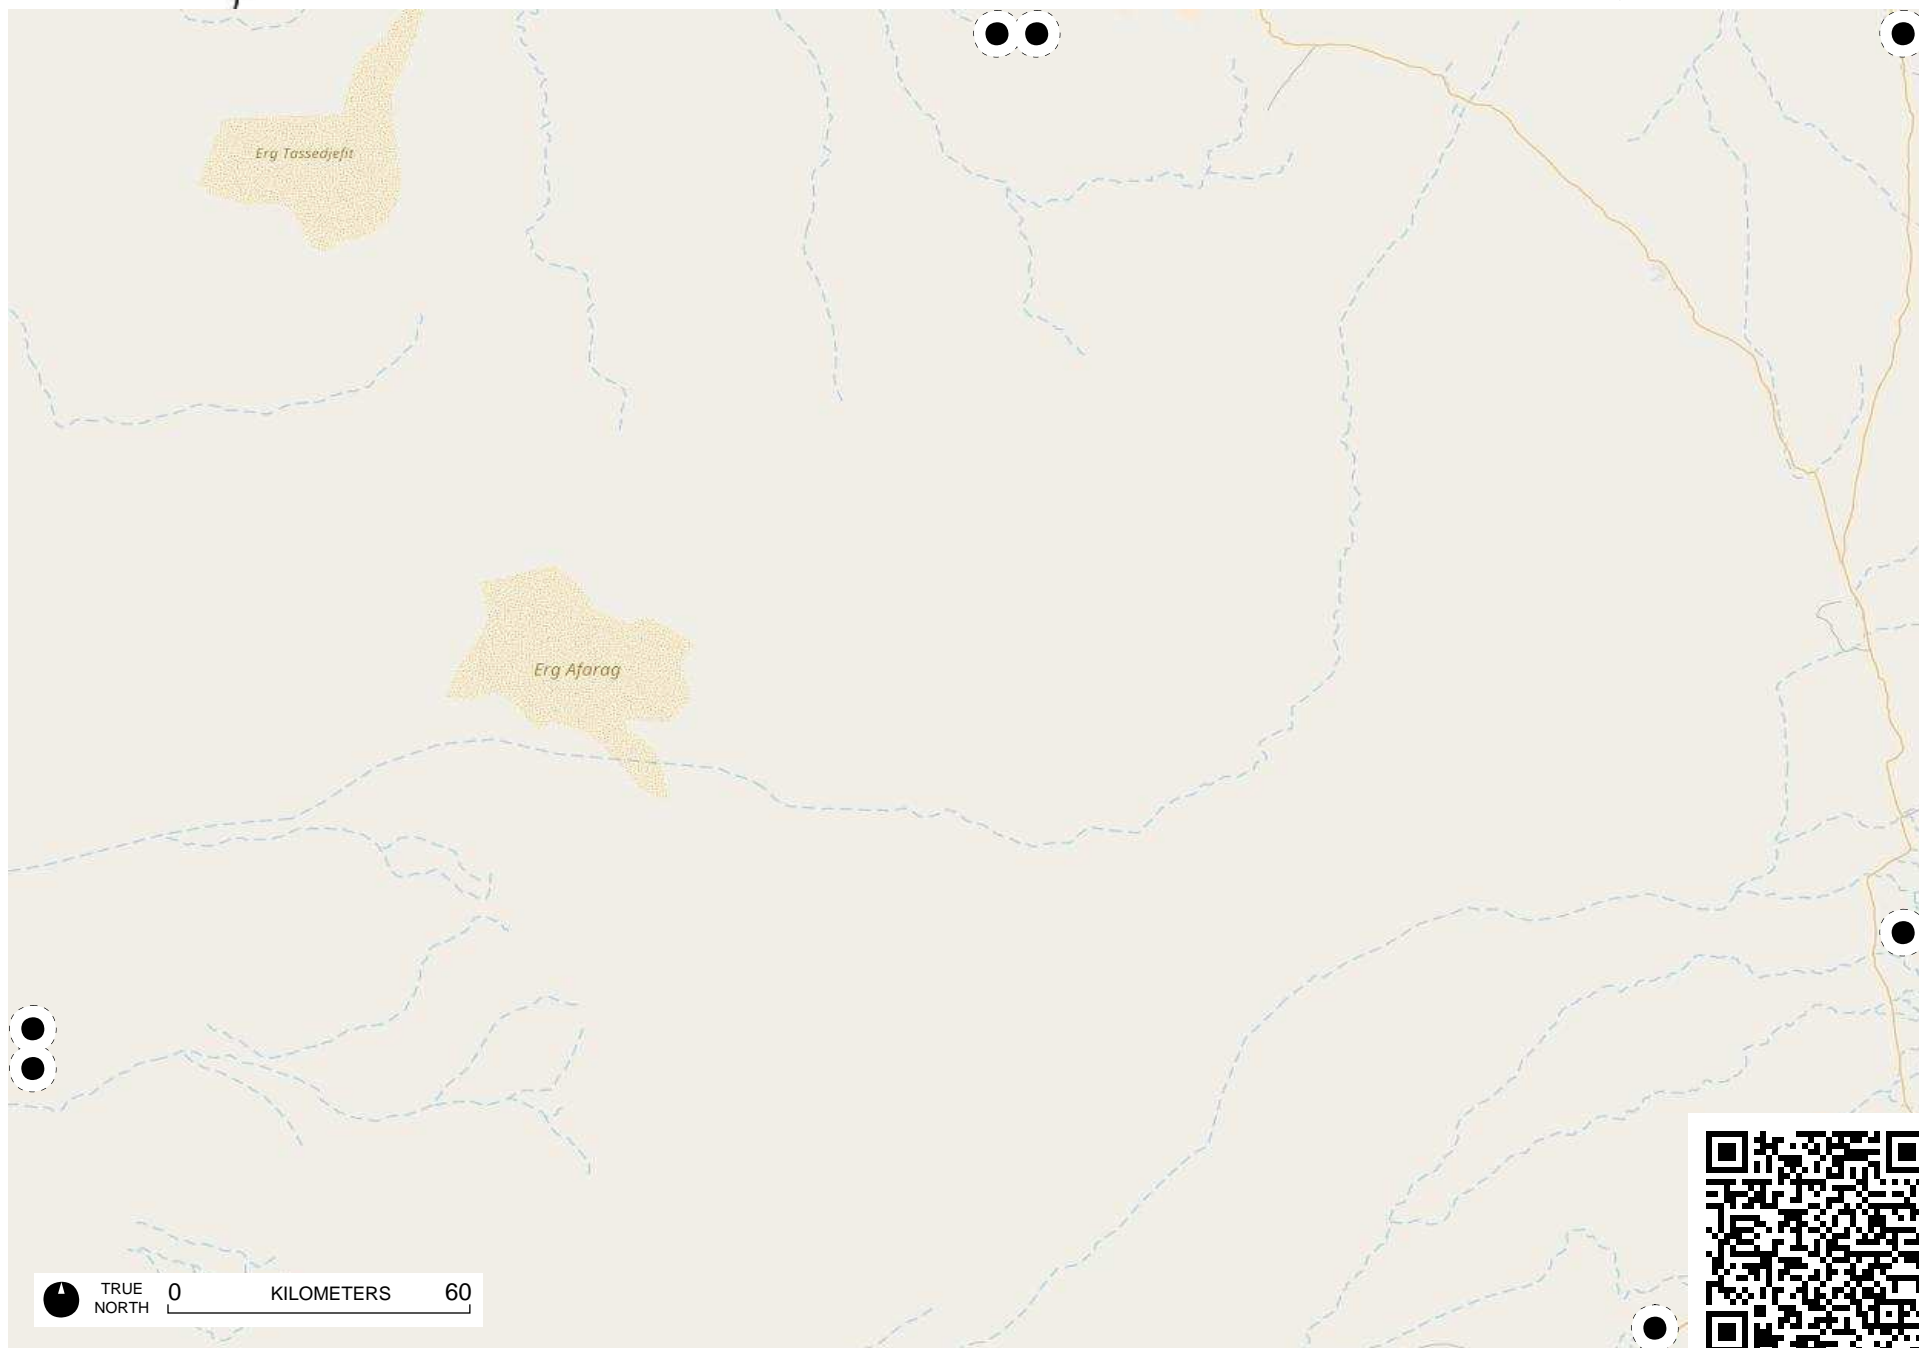 Erg Tassedjefit
Erg Afarag
TRUE
NORTH
0 KILOMETERS 60